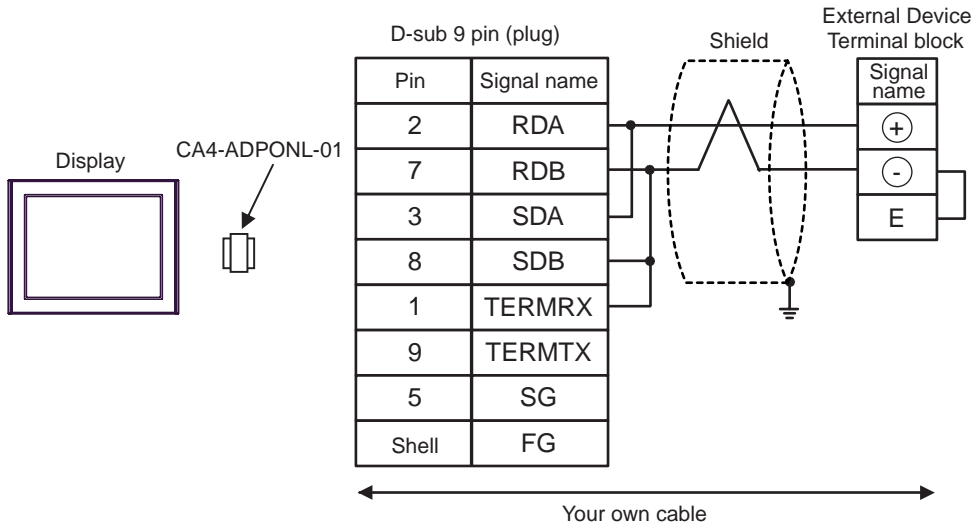 External Device
Terminal block
D-sub 9 pin (plug)
Shield
Pin Signal name
Signal
name
2 RDA
+
7 RDB
-
3 SDA
E
8 SDB
1 TERMRX
9 TERMTX
5 SG
Shell FG
Display
CA4-ADPONL-01
Your own cable